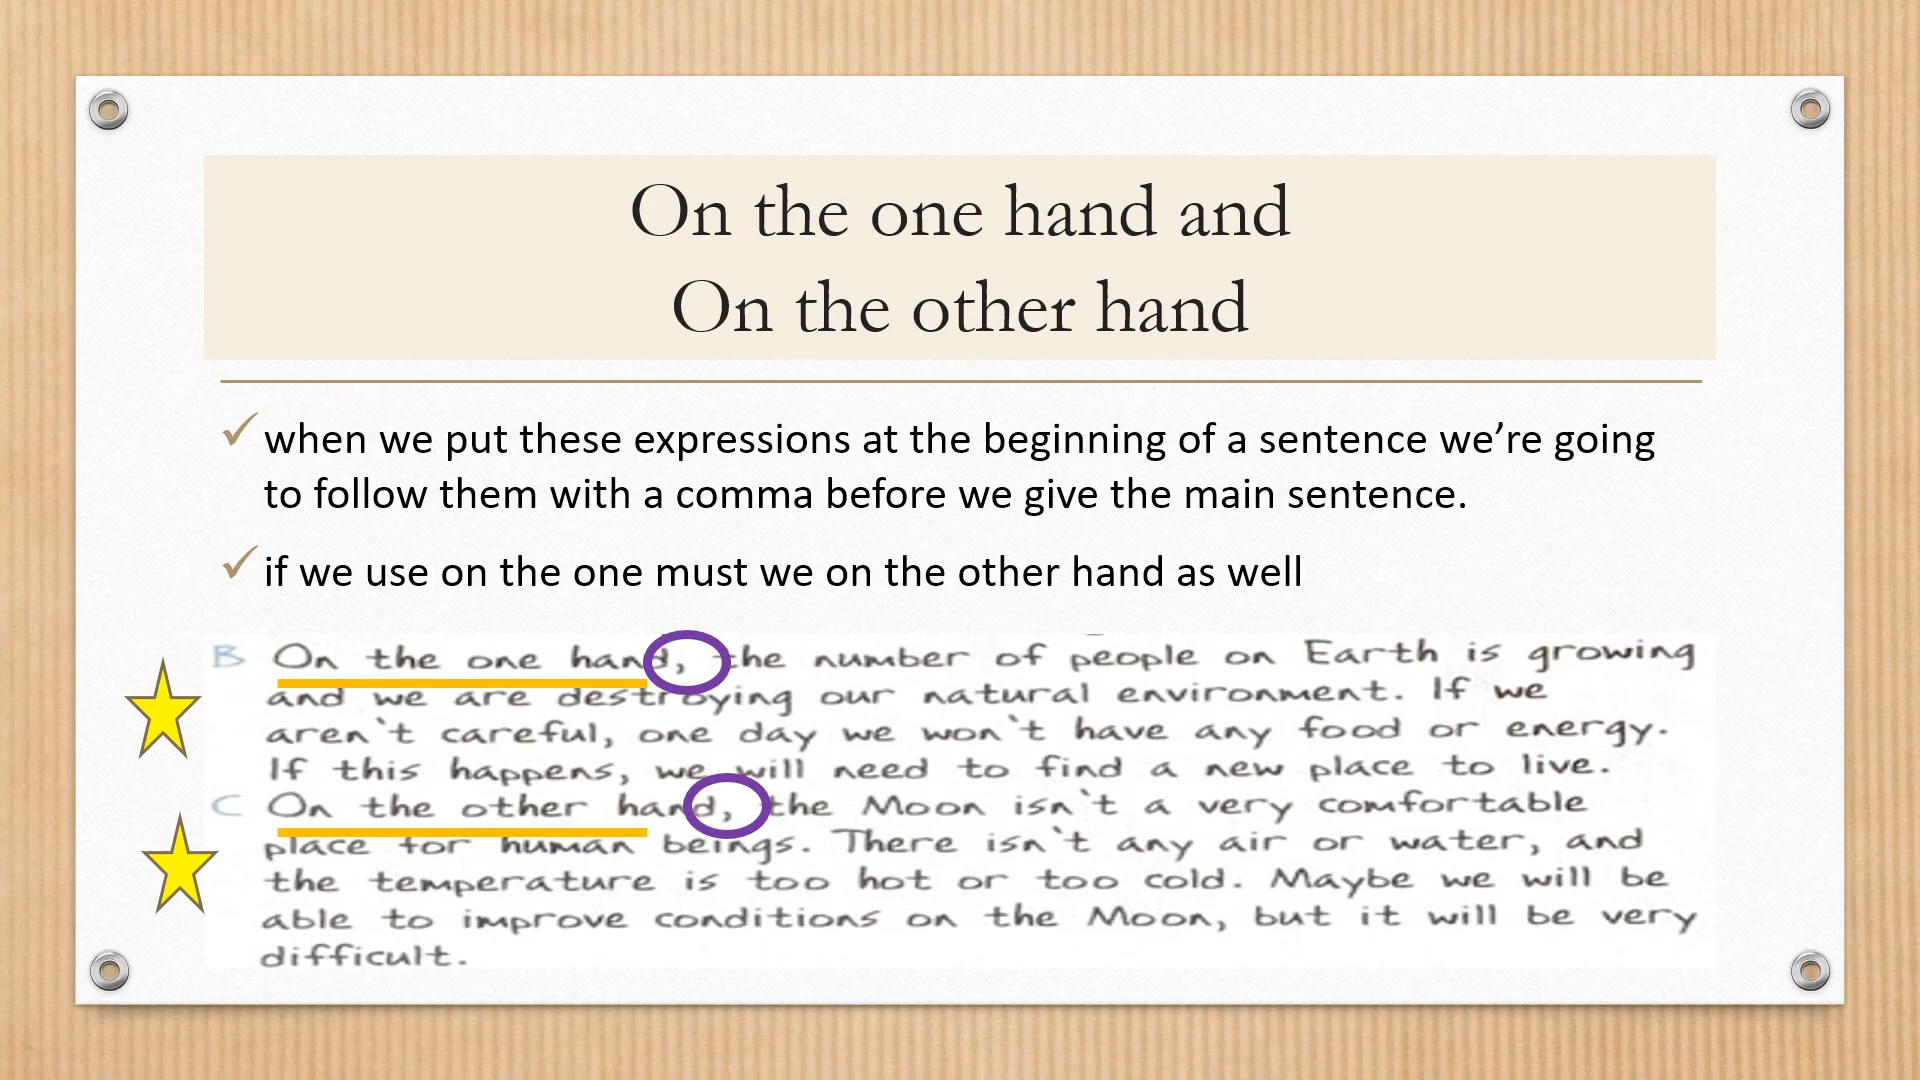 On the one hand and
On the other hand
when we put these expressions at the beginning of a sentence we’re going
to follow them with a comma before we give the main sentence.
if we use on the one must we on the other hand as well
B On the one hand, the number of people on Earth is growing
and we are destroying our natural environment. If we
aren`t careful, one day we won`t have any food or energy.
If this happens, we will need to find a new place to live.
C On the other hand, the Moon isn`t a very comfortable
place for human beings. There isn`t any air or water, and
the temperature is too hot or too cold. Maybe we will be
able to improve conditions on the Moon, but it will be very
difficult.